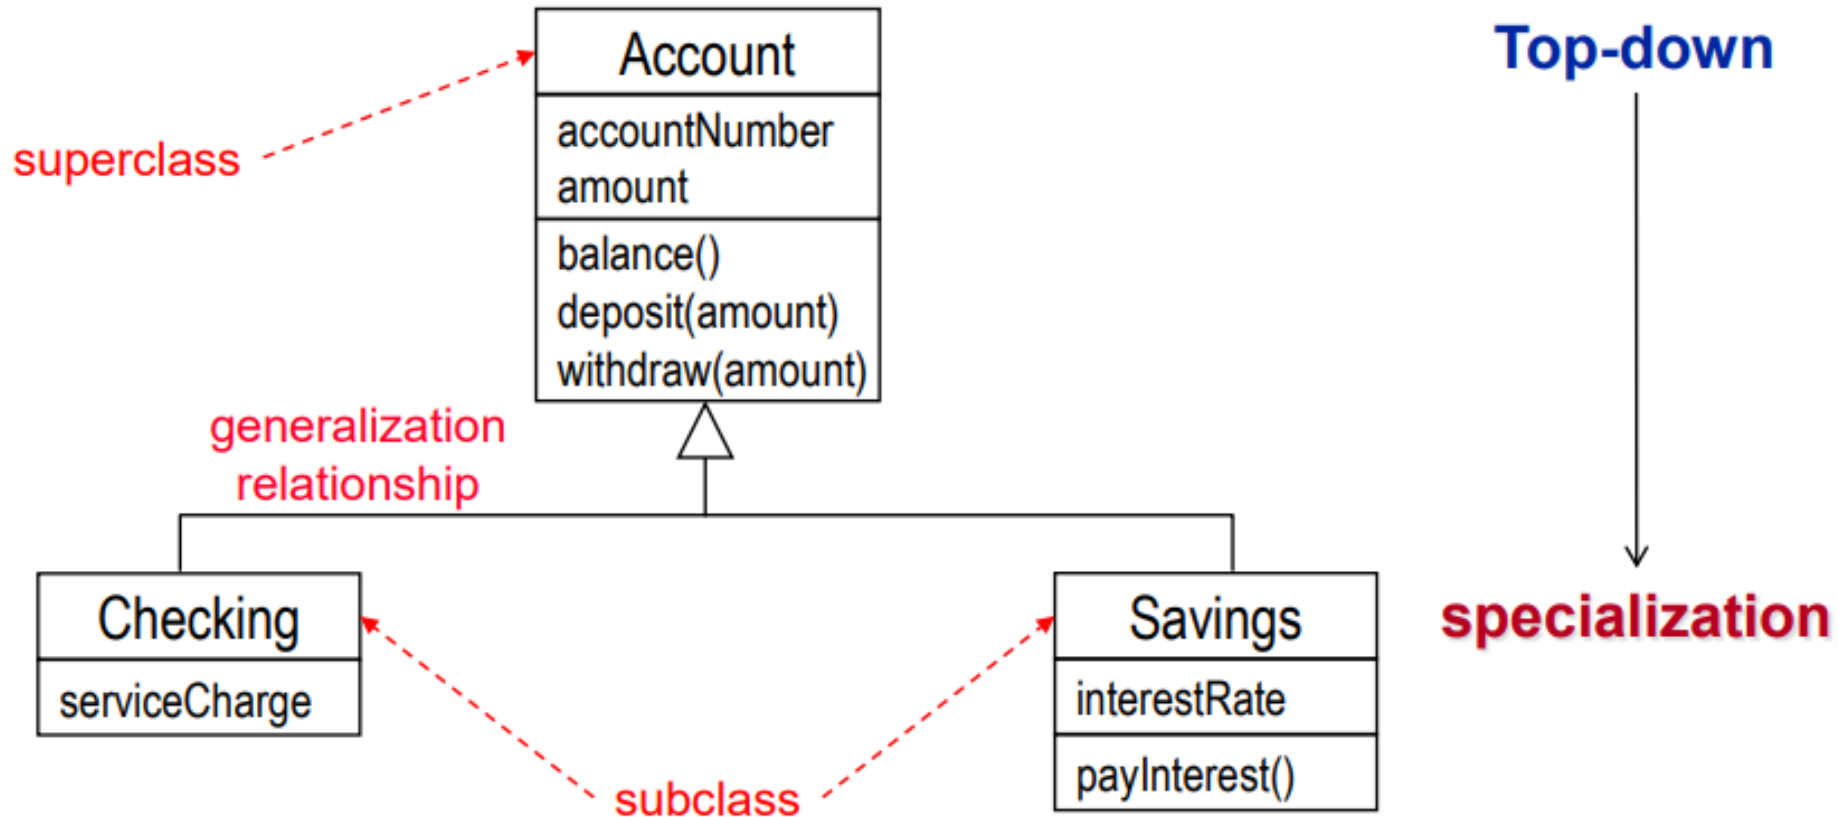 Account
Top-down
accountNumber
amount
superclass
balance()
deposit(amount)
withdraw(amount)
generalization
relationship
Checking
serviceCharge
Savings
interestRate
payInterest()
specialization
subclass